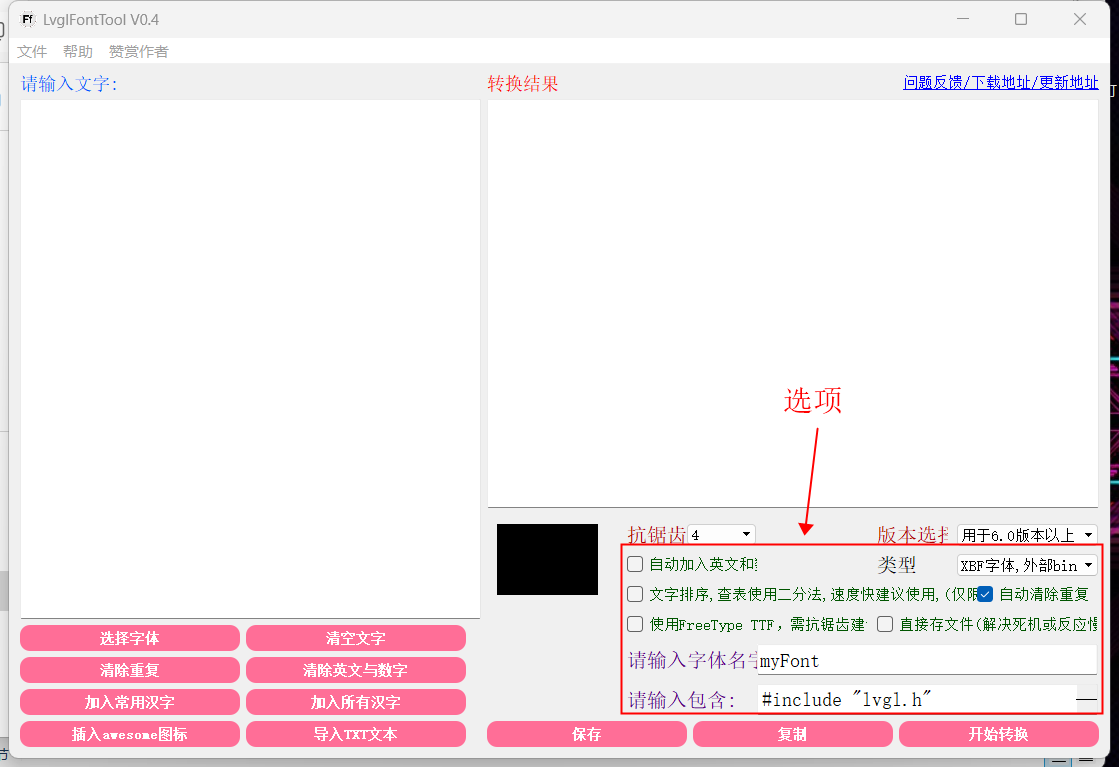 LvglFontTool V0.4
文件 帮助 赞赏作者
请输入文字:
转换结果
问题反馈/下载地址/更新地址
选项
抗锯齿 4
版本选择 用于6.0版本以上
自动加入英文和
类型 XBF字体,外部bin
文字排序,查表使用二分法,速度快建议使用,(仅限
自动清除重复
使用FreeType TTF，需抗锯齿建
直接存文件(解决死机或反应慢
请输入字体名字 myFont
请输入包含: #include "lvgl.h"
选择字体 清空文字
清除重复 清除英文与数字
加入常用汉字 加入所有汉字
插入awesome图标 导入TXT文本
保存 复制 开始转换